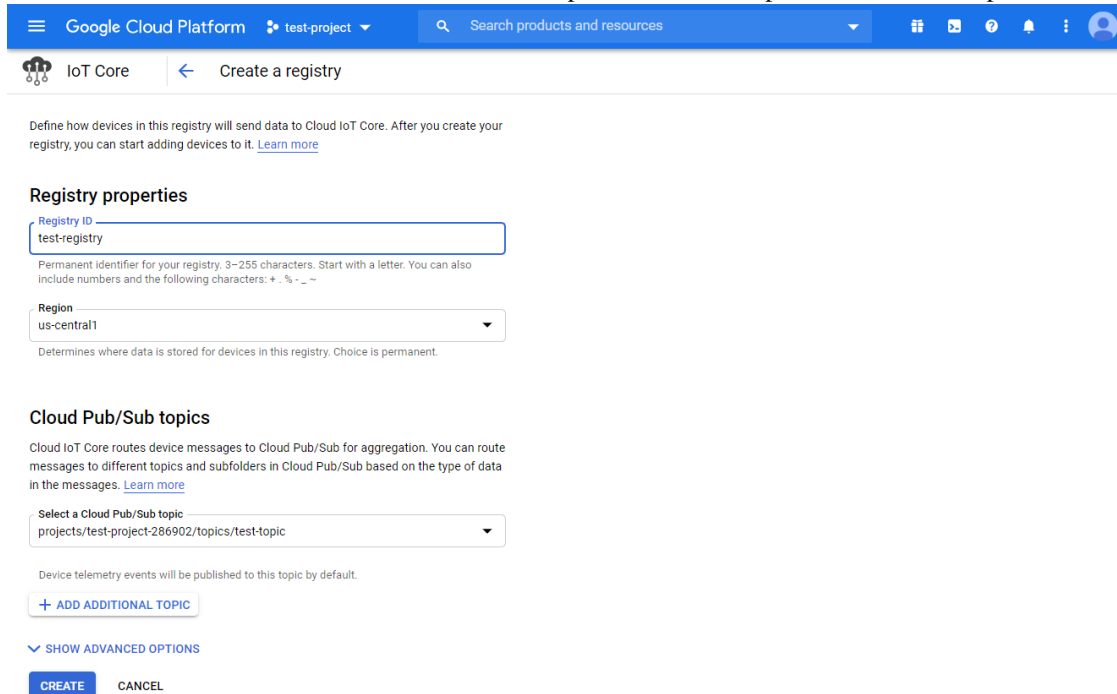 Google Cloud Platform test-project Search products and resources
IoT Core Create a registry
Define how devices in this registry will send data to Cloud IoT Core. After you create your
registry, you can start adding devices to it. Learn more
Registry properties
Registry ID
test-registry
Permanent identifier for your registry. 3–255 characters. Start with a letter. You can also
include numbers and the following characters: + . % - _ ~
Region
us-central1
Determines where data is stored for devices in this registry. Choice is permanent.
Cloud Pub/Sub topics
Cloud IoT Core routes device messages to Cloud Pub/Sub for aggregation. You can route
messages to different topics and subfolders in Cloud Pub/Sub based on the type of data
in the messages. Learn more
Select a Cloud Pub/Sub topic
projects/test-project-286902/topics/test-topic
Device telemetry events will be published to this topic by default.
+ ADD ADDITIONAL TOPIC
SHOW ADVANCED OPTIONS
CREATE CANCEL